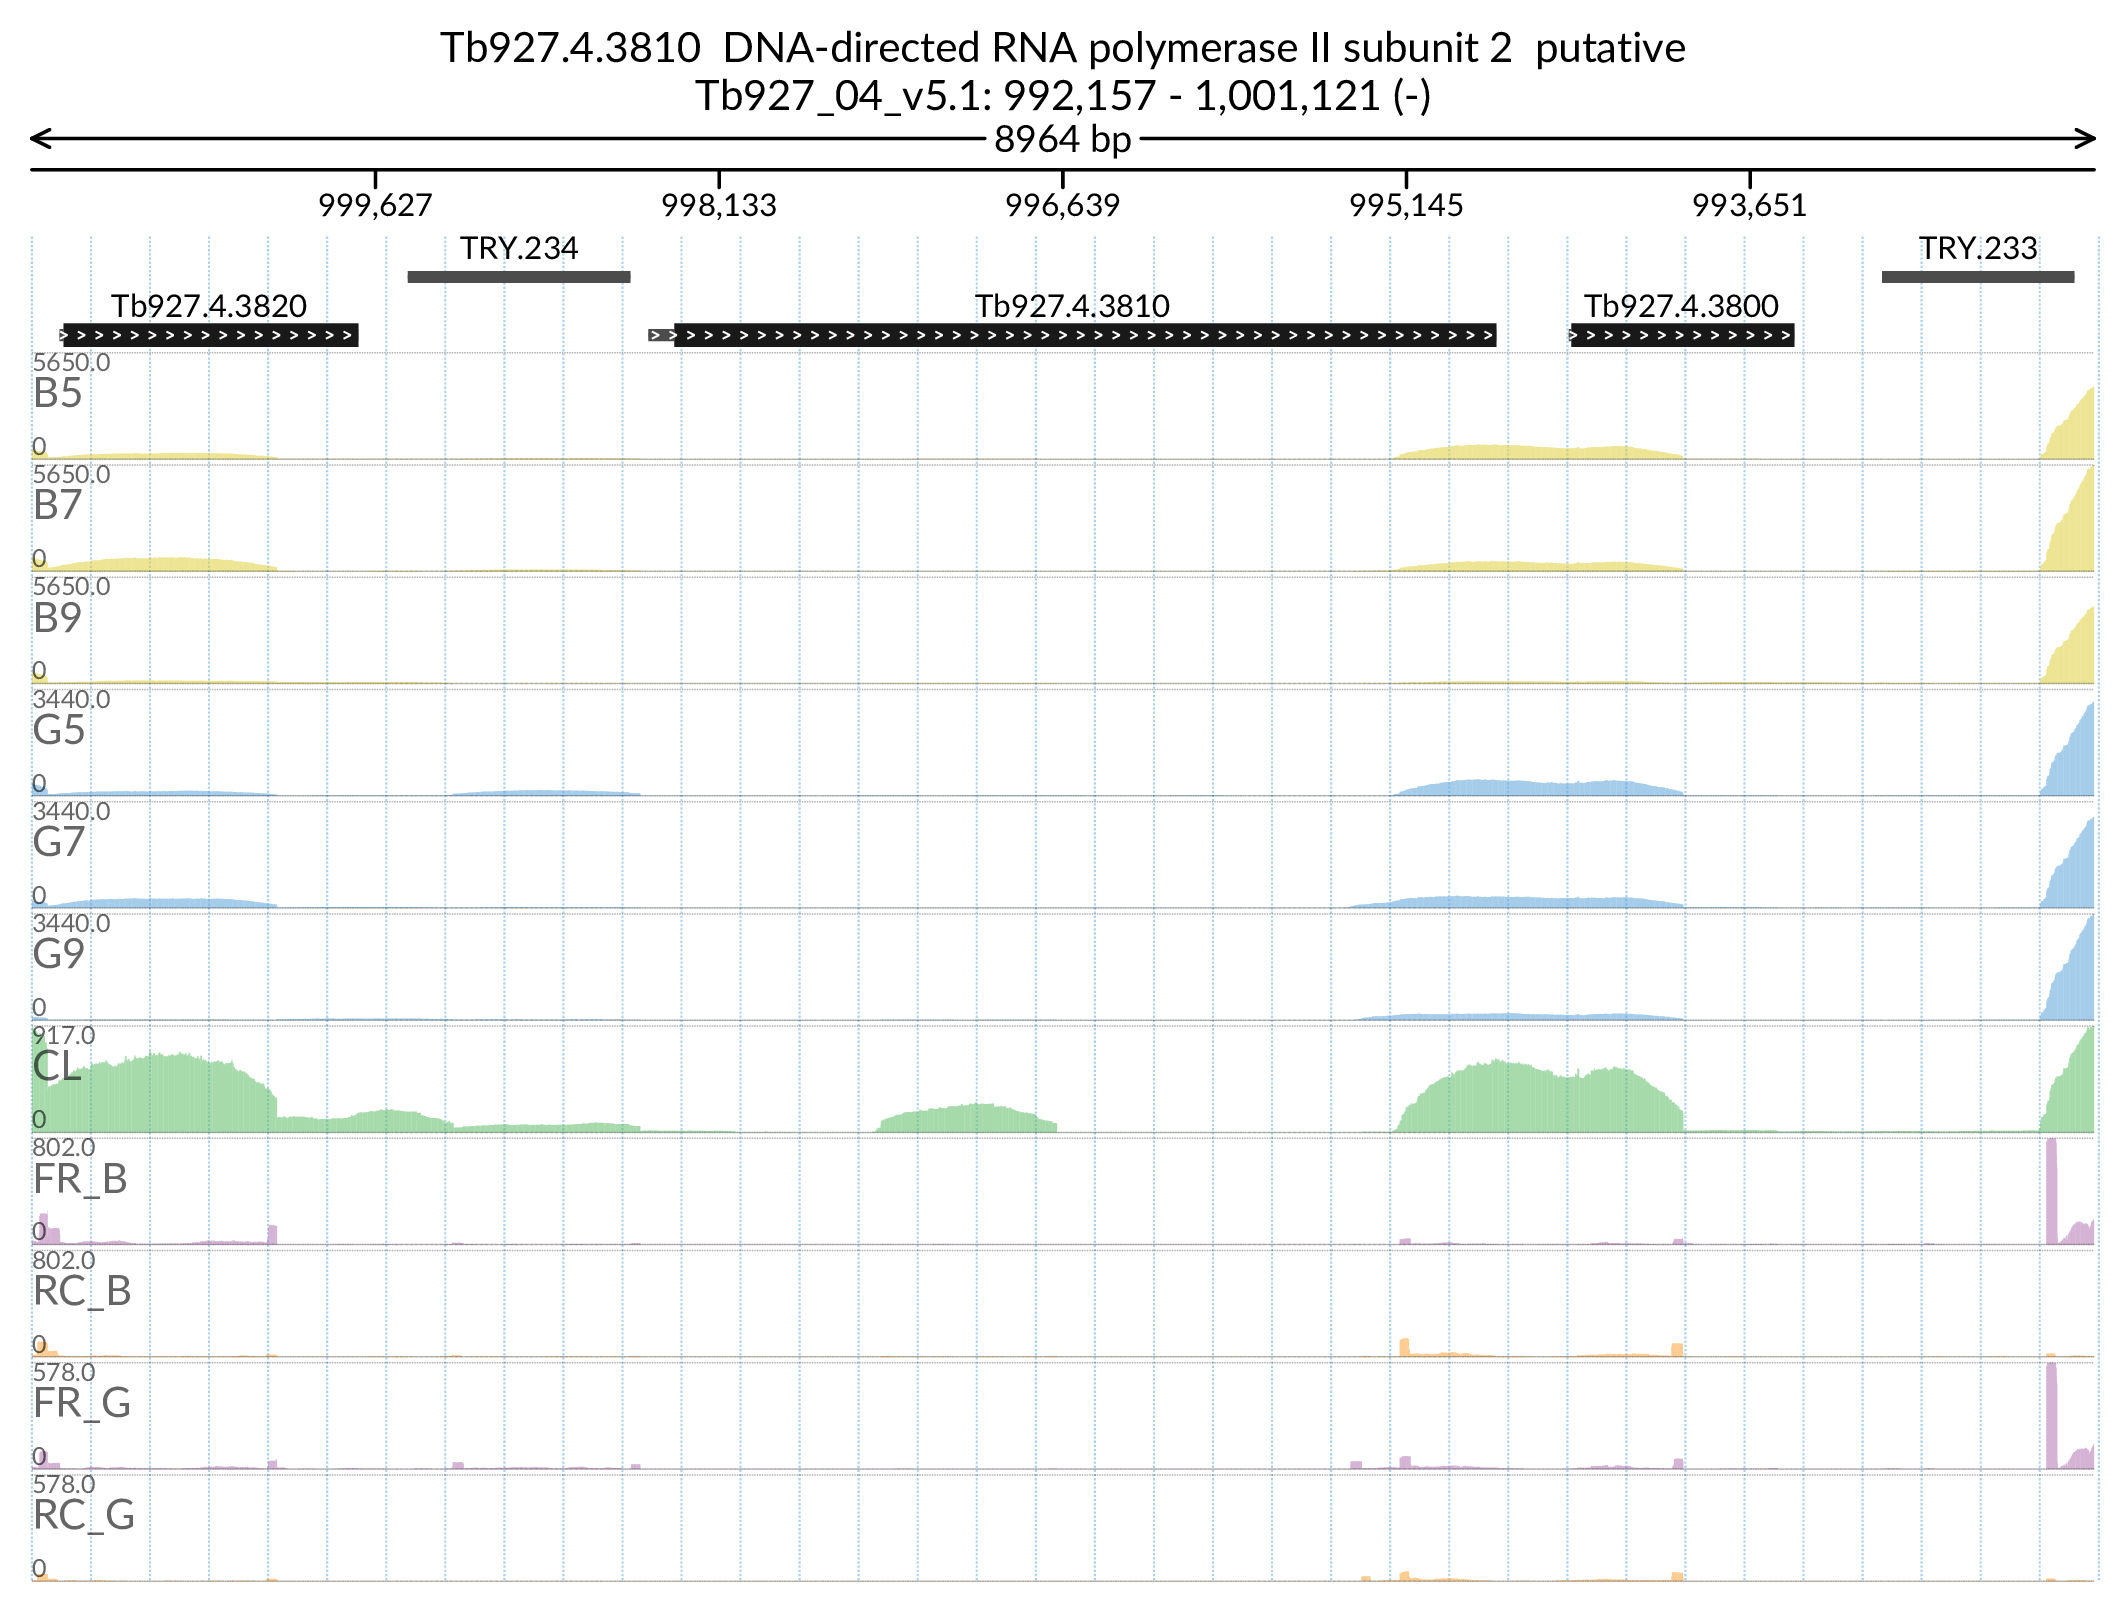 Tb927.4.3810  DNA-directed RNA polymerase II subunit 2  putative
Tb927_04_v5.1: 992,157 - 1,001,121 (-)
8964 bp
999,627 998,133 996,639 995,145 993,651
TRY.234 TRY.233
Tb927.4.3820 Tb927.4.3810 Tb927.4.3800
5650.0
B5
0
5650.0
B7
0
5650.0
B9
0
3440.0
G5
0
3440.0
G7
0
3440.0
G9
0
917.0
CL
0
802.0
FR_B
0
802.0
RC_B
0
578.0
FR_G
0
578.0
RC_G
0